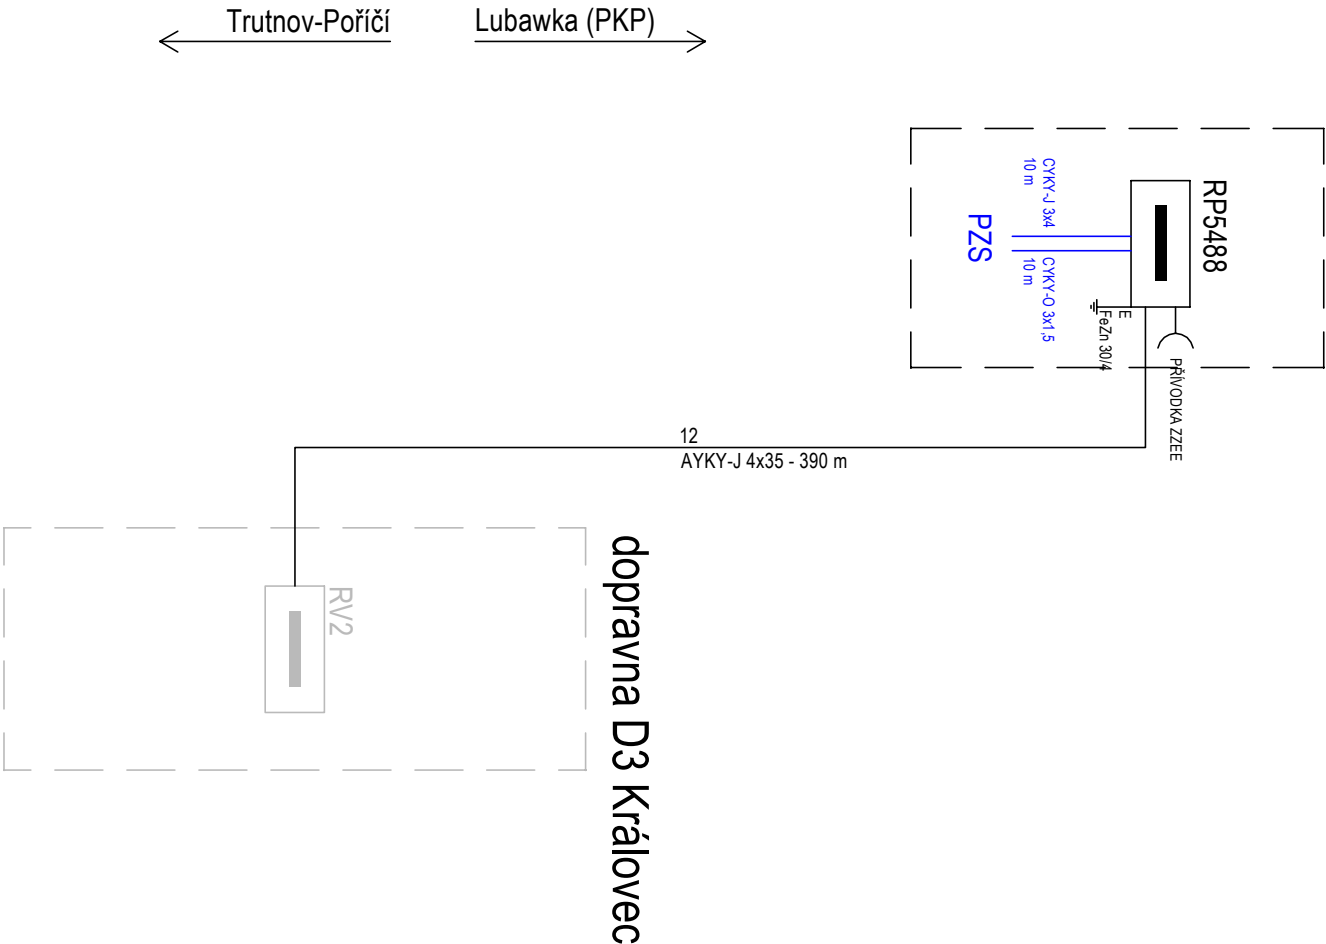 Trutnov-Poříčí
Lubawka (PKP)
RP5488
CYKY-J 3x4
10 m
PZS
CYKY-O 3x1,5
10 m
E
FeZn 30/4
PŘÍVODKA ZZEE
12
AYKY-J 4x35 - 390 m
RV2
dopravna D3 Královec